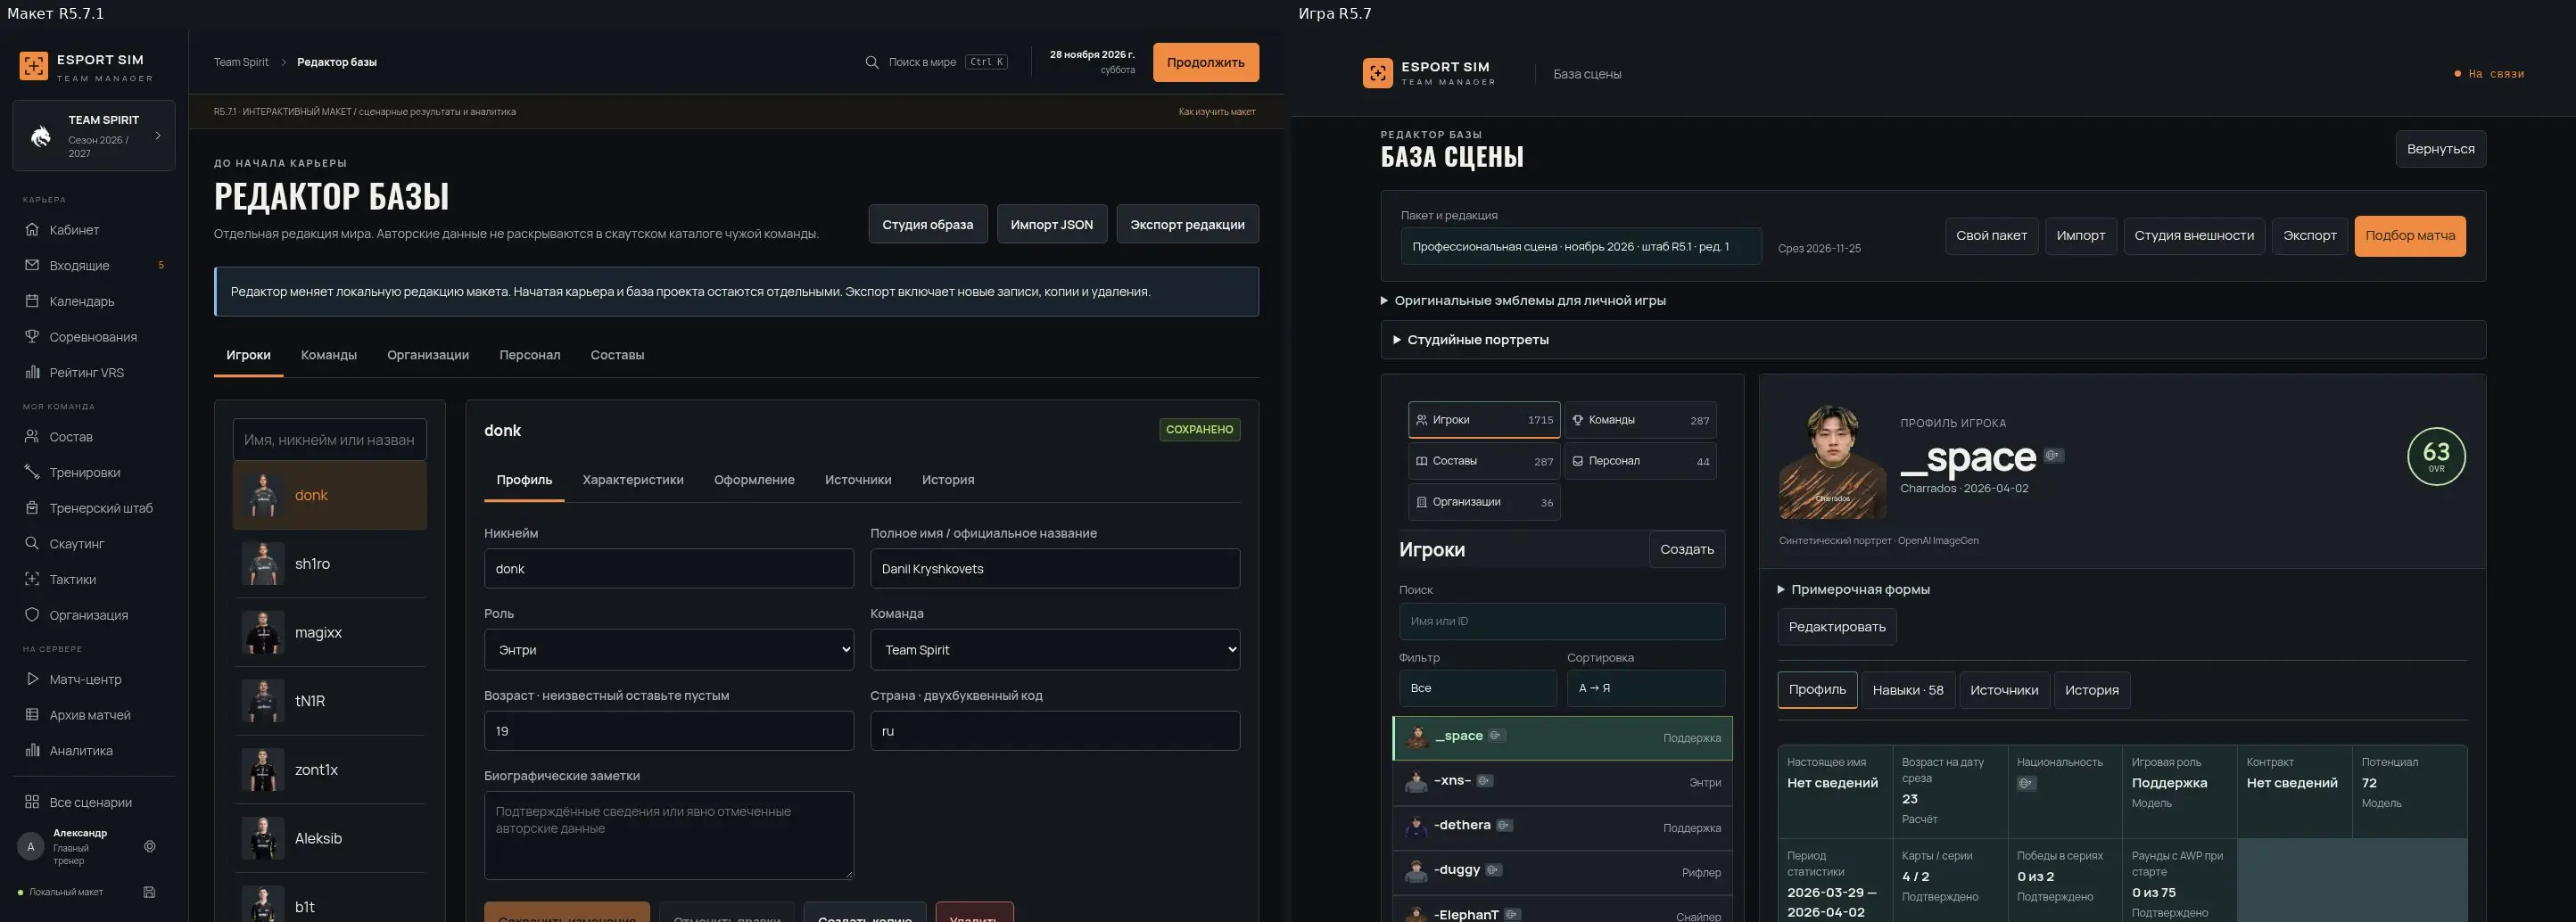 Макет R5.7.1
ESPORT SIM
TEAM MANAGER
TEAM SPIRIT
Сезон 2026 /
2027
КАРЬЕРА
Кабинет
Входящие 5
Календарь
Соревнования
Рейтинг VRS
МОЯ КОМАНДА
Состав
Тренировки
Тренерский штаб
Скаутинг
Тактики
Организация
НА СЕРВЕРЕ
Матч-центр
Архив матчей
Аналитика
Все сценарии
А
Александр
Главный
тренер
Локальный макет
Team Spirit > Редактор базы
Поиск в мире Ctrl K
28 ноября 2026 г.
суббота
Продолжить
R5.7.1 · ИНТЕРАКТИВНЫЙ МАКЕТ / сценарные результаты и аналитика
Как изучить макет
ДО НАЧАЛА КАРЬЕРЫ
РЕДАКТОР БАЗЫ
Отдельная редакция мира. Авторские данные не раскрываются в скаутском каталоге чужой команды.
Студия образа Импорт JSON Экспорт редакции
Редактор меняет локальную редакцию макета. Начатая карьера и база проекта остаются отдельными. Экспорт включает новые записи, копии и удаления.
Игроки Команды Организации Персонал Составы
Имя, никнейм или назван
donk
sh1ro
magixx
tN1R
zont1x
Aleksib
b1t
donk
СОХРАНЕНО
Профиль Характеристики Оформление Источники История
Никнейм
donk
Полное имя / официальное название
Danil Kryshkovets
Роль
Энтри
Команда
Team Spirit
Возраст · неизвестный оставьте пустым
19
Страна · двухбуквенный код
ru
Биографические заметки
Подтверждённые сведения или явно отмеченные
авторские данные
Сохранить изменения Отменить правки Создать копию Удалить
Игра R5.7
ESPORT SIM
TEAM MANAGER
База сцены
На связи
РЕДАКТОР БАЗЫ
БАЗА СЦЕНЫ
Вернуться
Пакет и редакция
Профессиональная сцена · ноябрь 2026 · штаб R5.1 · ред. 1
Срез 2026-11-25
Свой пакет Импорт Студия внешности Экспорт Подбор матча
Оригинальные эмблемы для личной игры
Студийные портреты
Игроки 1715
Команды 287
Составы 287
Персонал 44
Организации 36
Игроки
Создать
Поиск
Имя или ID
Фильтр
Все
Сортировка
А → Я
_space Поддержка
-xns- Энтри
-dethera Поддержка
-duggy Рифлер
-ElephanT Снайпер
Charrados
ПРОФИЛЬ ИГРОКА
_space
Charrados · 2026-04-02
63
OVR
Синтетический портрет · OpenAI ImageGen
Примерочная формы
Редактировать
Профиль Навыки · 58 Источники История
Настоящее имя
Нет сведений
Возраст на дату
среза
23
Расчёт
Национальность
Игровая роль
Поддержка
Модель
Контракт
Нет сведений
Потенциал
72
Модель
Период
статистики
2026-03-29 —
2026-04-02
Карты / серии
4 / 2
Подтверждено
Победы в сериях
0 из 2
Подтверждено
Раунды с AWP при
старте
0 из 75
Подтверждено